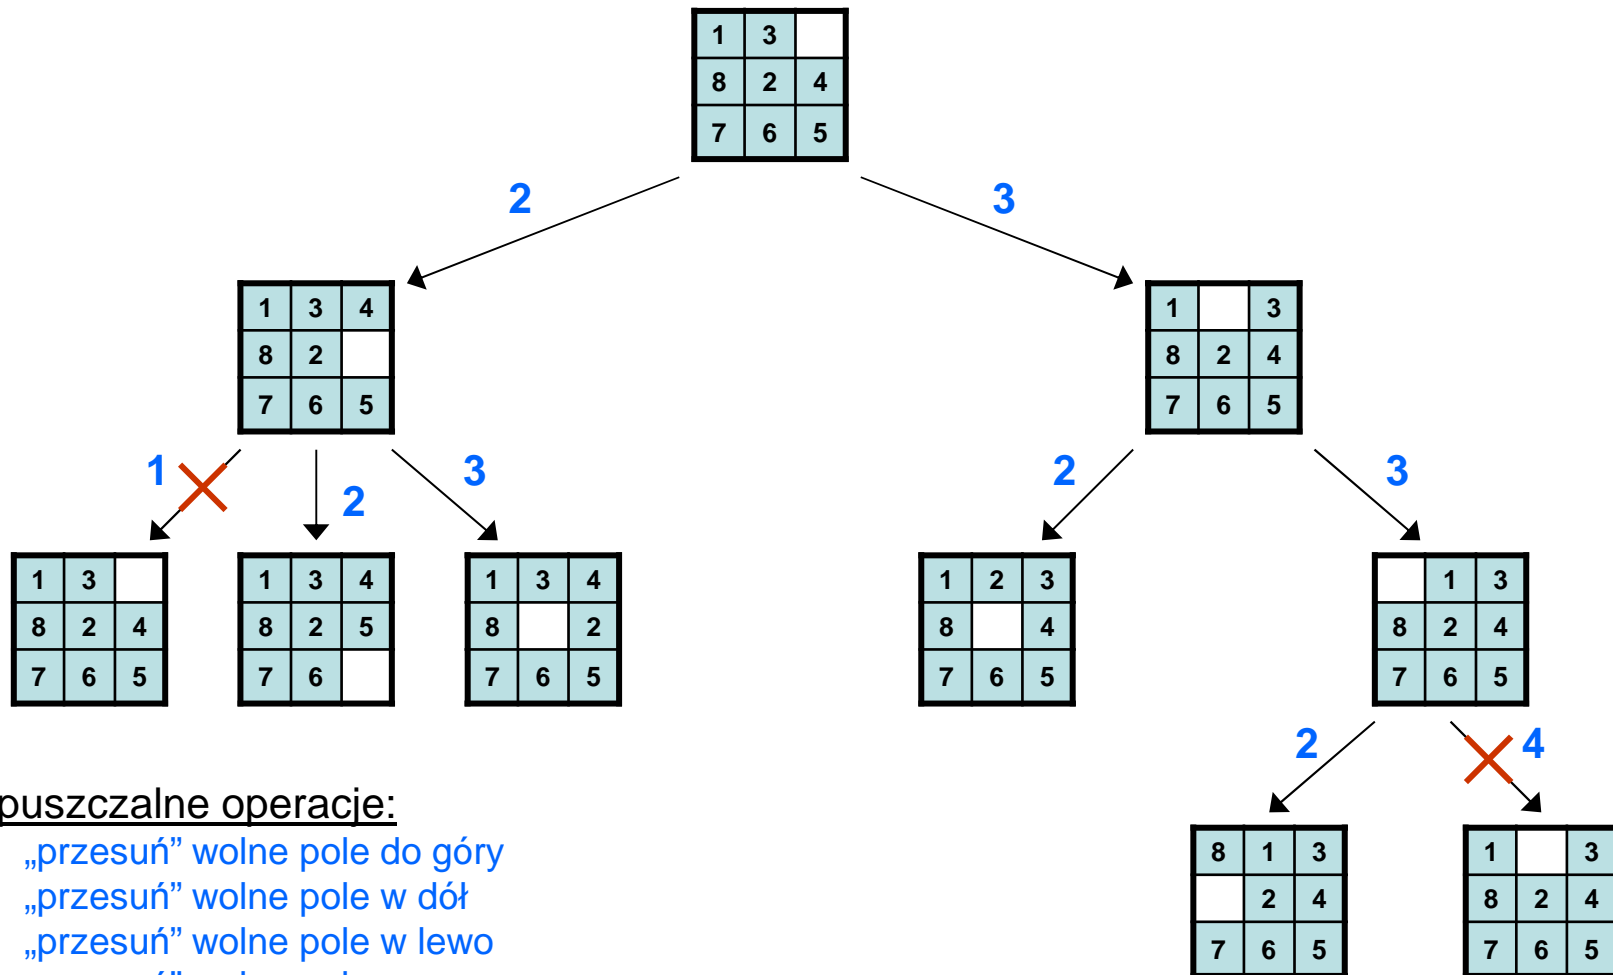 1 3
8 2 4
7 6 5
2 3
1 3 4
8 2
7 6 5
1 3
8 2 4
7 6 5
1 2 3
2 3
1 3
8 2 4
7 6 5
1 3 4
8 2 5
7 6
1 3 4
8 2
7 6 5
1 2 3
8 4
7 6 5
1 3
8 2 4
7 6 5
2 4
puszczalne operacje:
„przesuń” wolne pole do góry
„przesuń” wolne pole w dół
„przesuń” wolne pole w lewo
8 1 3
2 4
7 6 5
1 3
8 2 4
7 6 5